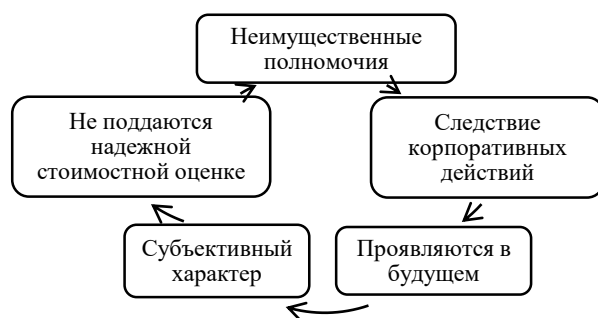 Неимущественные
полномочия
Следствие
корпоративных
действий
Проявляются в
будущем
Субъективный
характер
Не поддаются
надежной
стоимостной оценке